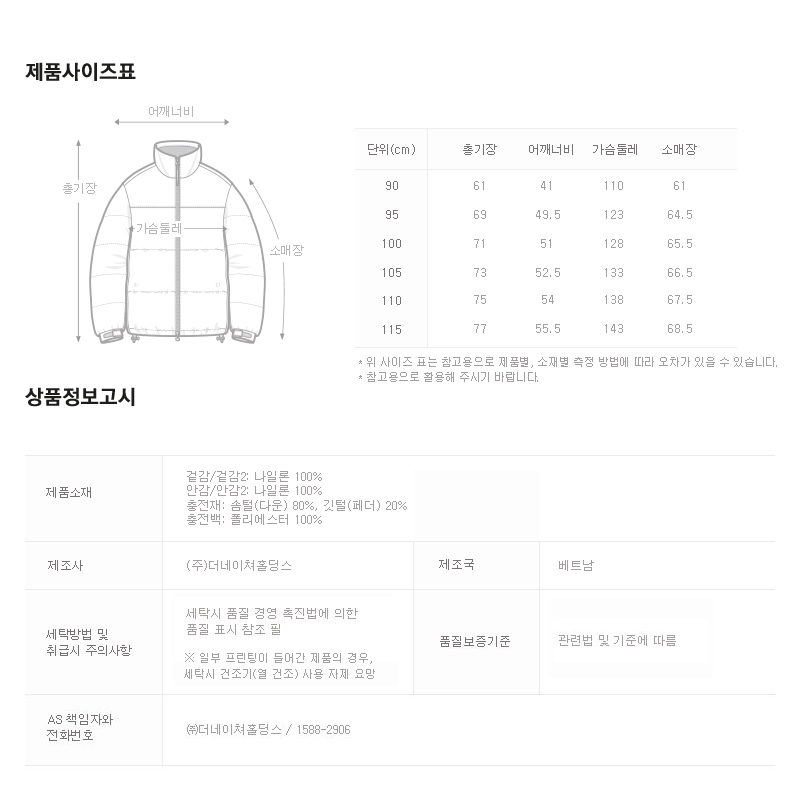 제품사이즈표
어깨너비
총기장
가슴둘레
소매장
단위(cm) 총기장 어깨너비 가슴둘레 소매장
90 61 41 110 61
95 69 49.5 123 64.5
100 71 51 128 65.5
105 73 52.5 133 66.5
110 75 54 138 67.5
115 77 55.5 143 68.5
* 위 사이즈 표는 참고용으로 제품별, 소재별 측정 방법에 따라 오차가 있을 수 있습니다.
* 참고용으로 활용해 주시기 바랍니다.
상품정보고시
제품소재
겉감/겉감2: 나일론 100%
안감/안감2: 나일론 100%
충전재: 솜털(다운) 80%, 깃털(페더) 20%
충전백: 폴리에스터 100%
제조사 (주)더네이쳐홀딩스 제조국 베트남
세탁방법 및
취급시 주의사항
세탁시 품질 경영 촉진법에 의한
품질 표시 참조 필
※ 일부 프린팅이 들어간 제품의 경우,
세탁시 건조기(열 건조) 사용 자제 요망
품질보증기준 관련법 및 기준에 따름
AS 책임자와
전화번호
㈜더네이쳐홀딩스 / 1588-2906